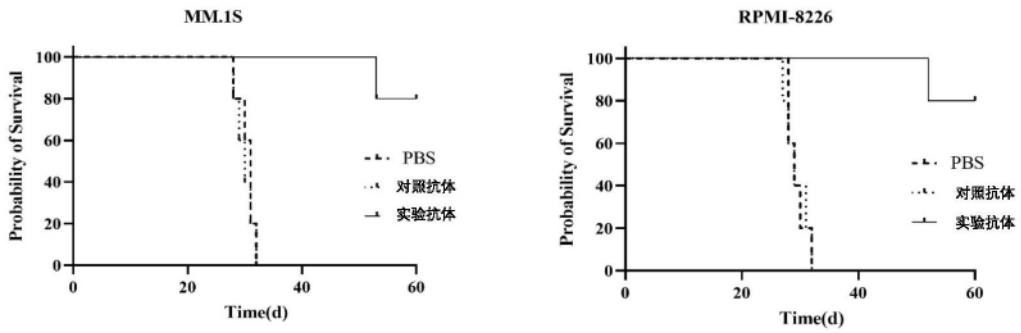 MM.1S
Probability of Survival
100
80
60
40
20
0
0 20 40 60
Time(d)
PBS
对照抗体
实验抗体
RPMI-8226
Probability of Survival
100
80
60
40
20
0
0 20 40 60
Time(d)
PBS
对照抗体
实验抗体